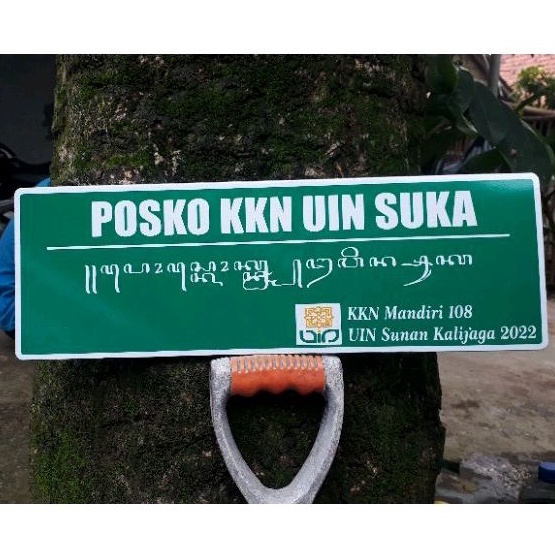 POSKO KKN UIN SUKA
KKN Mandiri 108
UIN Sunan Kalijaga 2022